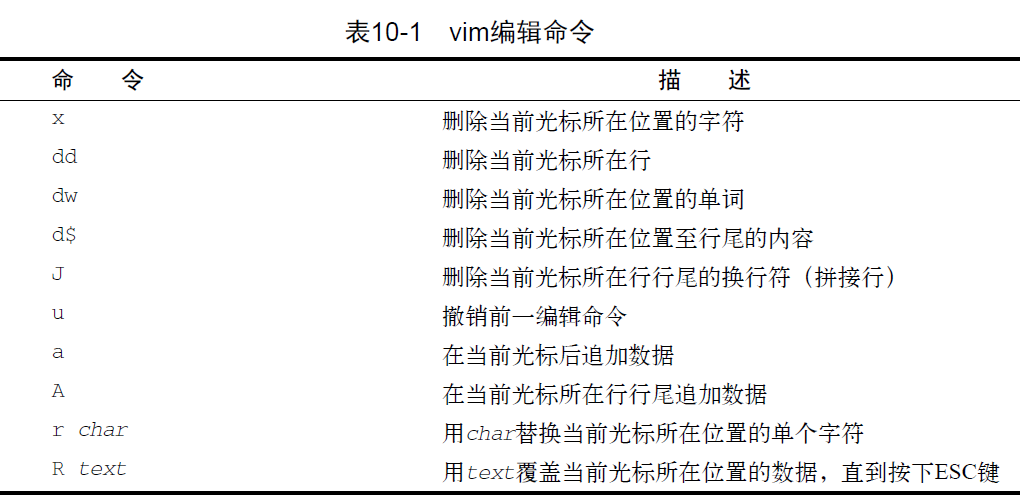 表10-1 vim编辑命令
命 令 描 述
x 删除当前光标所在位置的字符
dd 删除当前光标所在行
dw 删除当前光标所在位置的单词
d$ 删除当前光标所在位置至行尾的内容
J 删除当前光标所在行行尾的换行符（拼接行）
u 撤销前一编辑命令
a 在当前光标后追加数据
A 在当前光标所在行行尾追加数据
r char 用char替换当前光标所在位置的单个字符
R text 用text覆盖当前光标所在位置的数据，直到按下ESC键